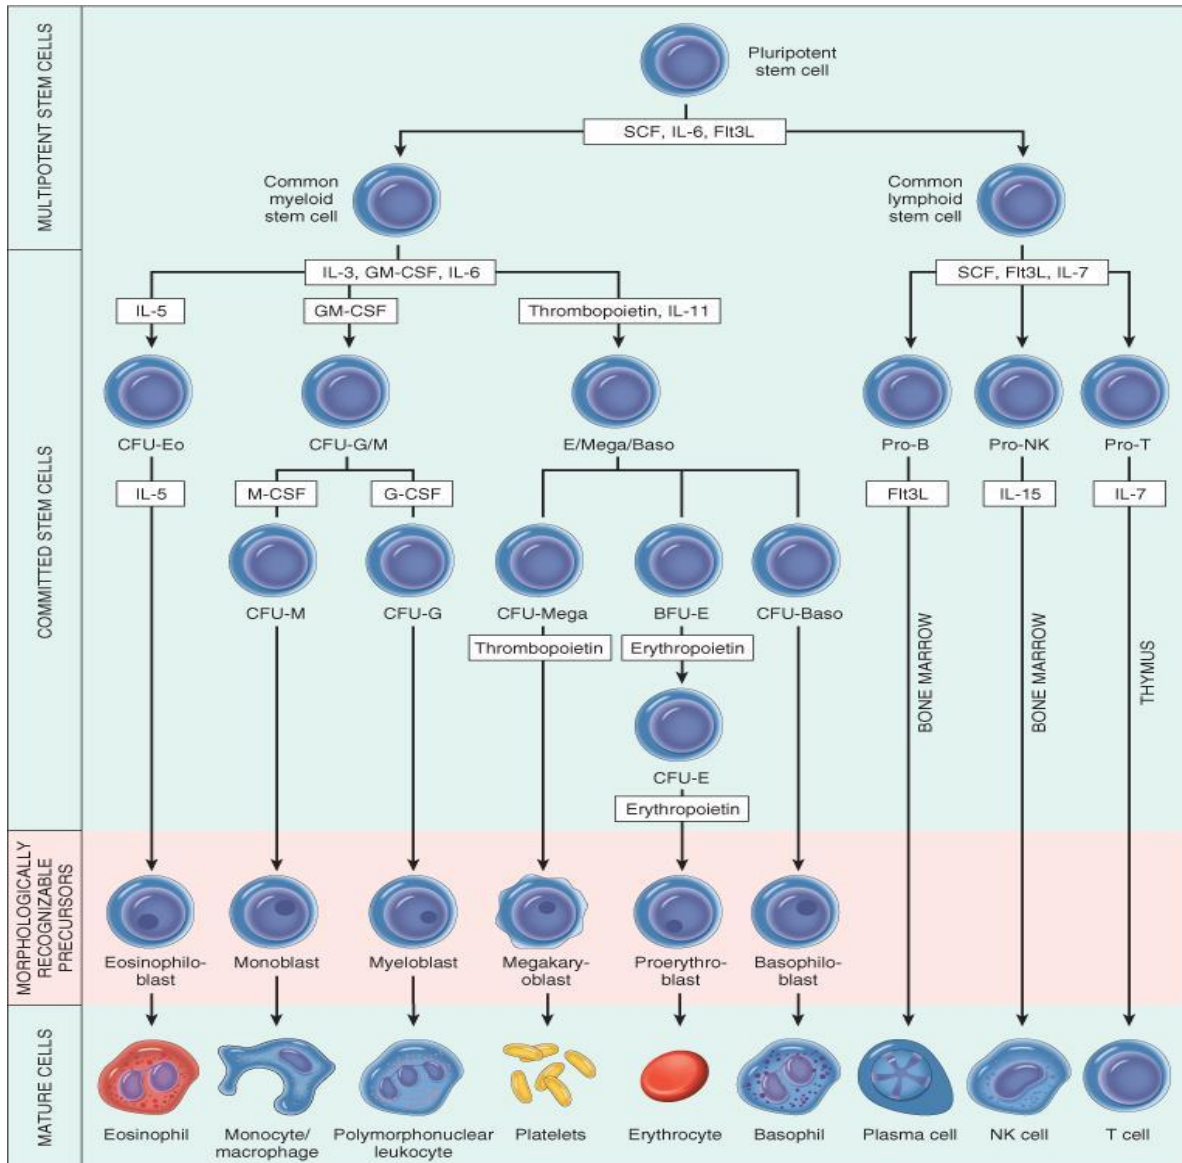 MULTIPOTENT STEM CELLS
Pluripotent
stem cell
SCF, IL-6, Flt3L
Common
myeloid
stem cell
Common
lymphoid
stem cell
COMMITTED STEM CELLS
IL-3, GM-CSF, IL-6
SCF, Flt3L, IL-7
IL-5
GM-CSF
Thrombopoietin, IL-11
CFU-Eo
CFU-G/M
E/Mega/Baso
Pro-B
Pro-NK
Pro-T
IL-5
M-CSF
G-CSF
Flt3L
IL-15
IL-7
CFU-M
CFU-G
CFU-Mega
BFU-E
CFU-Baso
Thrombopoietin
Erythropoietin
BONE MARROW
BONE MARROW
THYMUS
CFU-E
Erythropoietin
MORPHOLOGICALLY
RECOGNIZABLE
PRECURSORS
Eosinophilo-
blast
Monoblast
Myeloblast
Megakary-
oblast
Proerythro-
blast
Basophilo-
blast
MATURE CELLS
Eosinophil
Monocyte/
macrophage
Polymorphonuclear
leukocyte
Platelets
Erythrocyte
Basophil
Plasma cell
NK cell
T cell